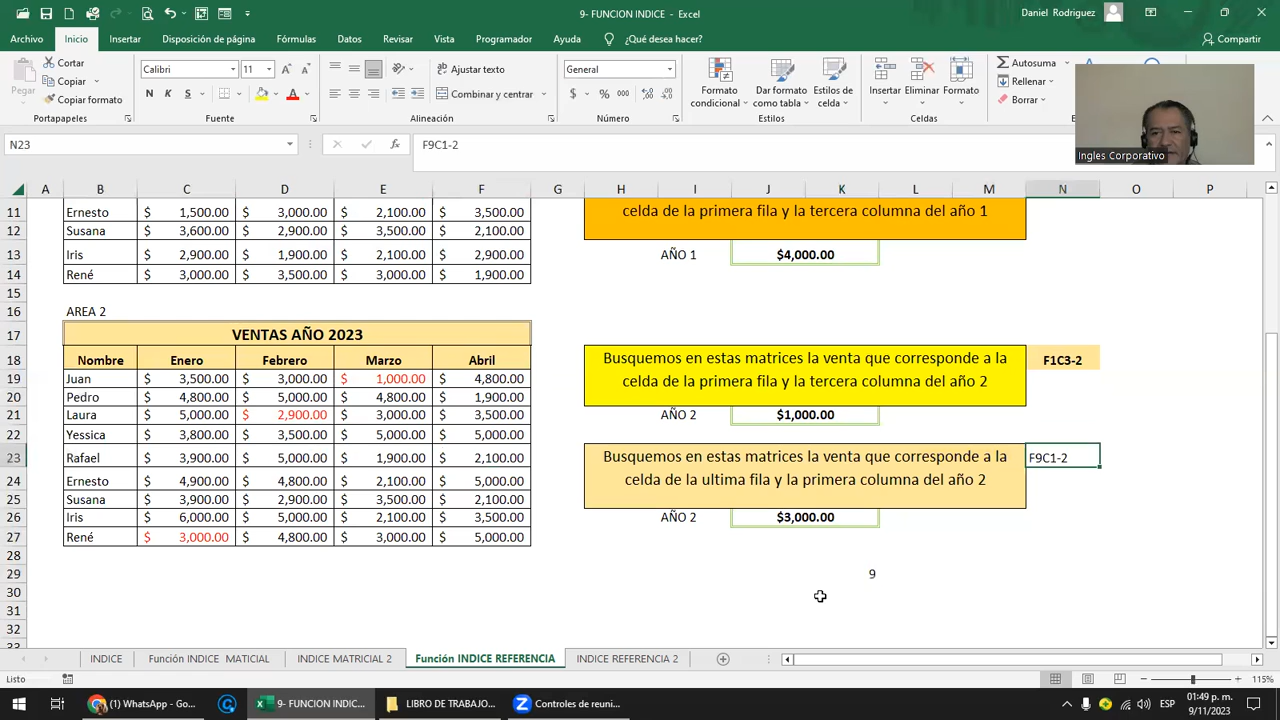 9- FUNCION INDICE - Excel
Daniel Rodriguez
Archivo Inicio Insertar Disposición de página Fórmulas Datos Revisar Vista Programador Ayuda ¿Qué desea hacer? Compartir
Pegar
Cortar
Copiar
Copiar formato
Portapapeles
Calibri 11
N K S
Fuente
Ajustar texto
Combinar y centrar
Alineación
General
$ % 000
Número
Formato condicional
Dar formato como tabla
Estilos de celda
Estilos
Insertar Eliminar Formato
Celdas
Autosuma
Rellenar
Borrar
Ingles Corporativo
N23 fx F9C1-2
A B C D E F G H I J K L M N O P
11 Ernesto $ 1,500.00 $ 3,000.00 $ 2,100.00 $ 3,500.00 celda de la primera fila y la tercera columna del año 1
12 Susana $ 3,600.00 $ 2,900.00 $ 3,500.00 $ 2,100.00
13 Iris $ 2,900.00 $ 1,900.00 $ 2,100.00 $ 2,900.00 AÑO 1 $4,000.00
14 René $ 3,000.00 $ 3,500.00 $ 3,000.00 $ 1,900.00
15
16 AREA 2
17 VENTAS AÑO 2023
18 Nombre Enero Febrero Marzo Abril Busquemos en estas matrices la venta que corresponde a la F1C3-2
19 Juan $ 3,500.00 $ 3,000.00 $ 1,000.00 $ 4,800.00 celda de la primera fila y la tercera columna del año 2
20 Pedro $ 4,800.00 $ 5,000.00 $ 4,800.00 $ 1,900.00
21 Laura $ 5,000.00 $ 2,900.00 $ 3,000.00 $ 3,500.00 AÑO 2 $1,000.00
22 Yessica $ 3,800.00 $ 3,500.00 $ 5,000.00 $ 5,000.00
23 Rafael $ 3,900.00 $ 5,000.00 $ 1,900.00 $ 2,100.00 Busquemos en estas matrices la venta que corresponde a la F9C1-2
24 Ernesto $ 4,900.00 $ 4,800.00 $ 2,100.00 $ 5,000.00 celda de la ultima fila y la primera columna del año 2
25 Susana $ 3,900.00 $ 2,900.00 $ 3,500.00 $ 2,100.00
26 Iris $ 6,000.00 $ 5,000.00 $ 2,100.00 $ 3,500.00 AÑO 2 $3,000.00
27 René $ 3,000.00 $ 4,800.00 $ 3,000.00 $ 5,000.00
28
29 9
30
31
32
INDICE Función INDICE MATICIAL INDICE MATRICIAL 2 Función INDICE REFERENCIA INDICE REFERENCIA 2
Listo 115%
(1) WhatsApp - Go... 9- FUNCION INDIC... LIBRO DE TRABAJO... Controles de reuni... ESP 01:49 p. m.
9/11/2023